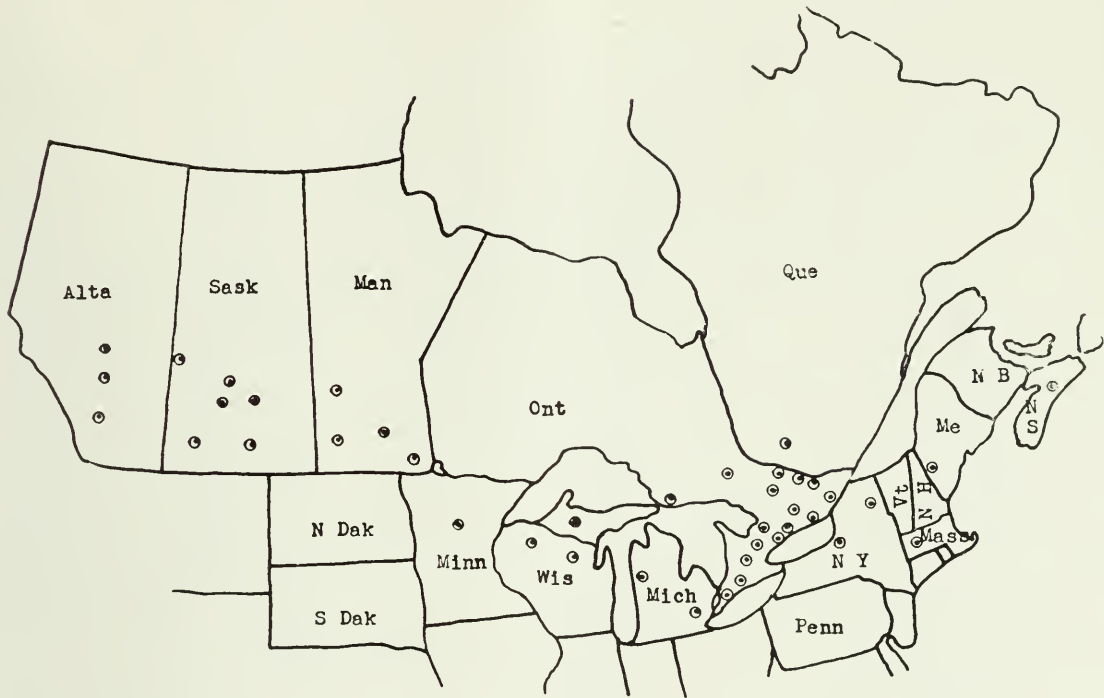 Que
Alta
Sask
Man
N B
Ont
N
S
Me
Vt
N H
Mass
N Dak
Minn
Wis
N Y
Mich
S Dak
Penn